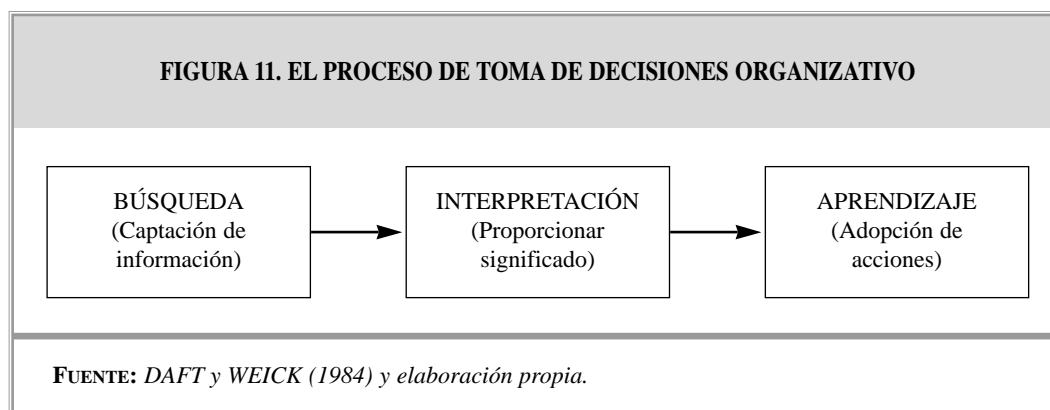 FIGURA 11. EL PROCESO DE TOMA DE DECISIONES ORGANIZATIVO
BÚSQUEDA
(Captación de
información)
INTERPRETACIÓN
(Proporcionar
significado)
APRENDIZAJE
(Adopción de
acciones)
FUENTE: DAFT y WEICK (1984) y elaboración propia.